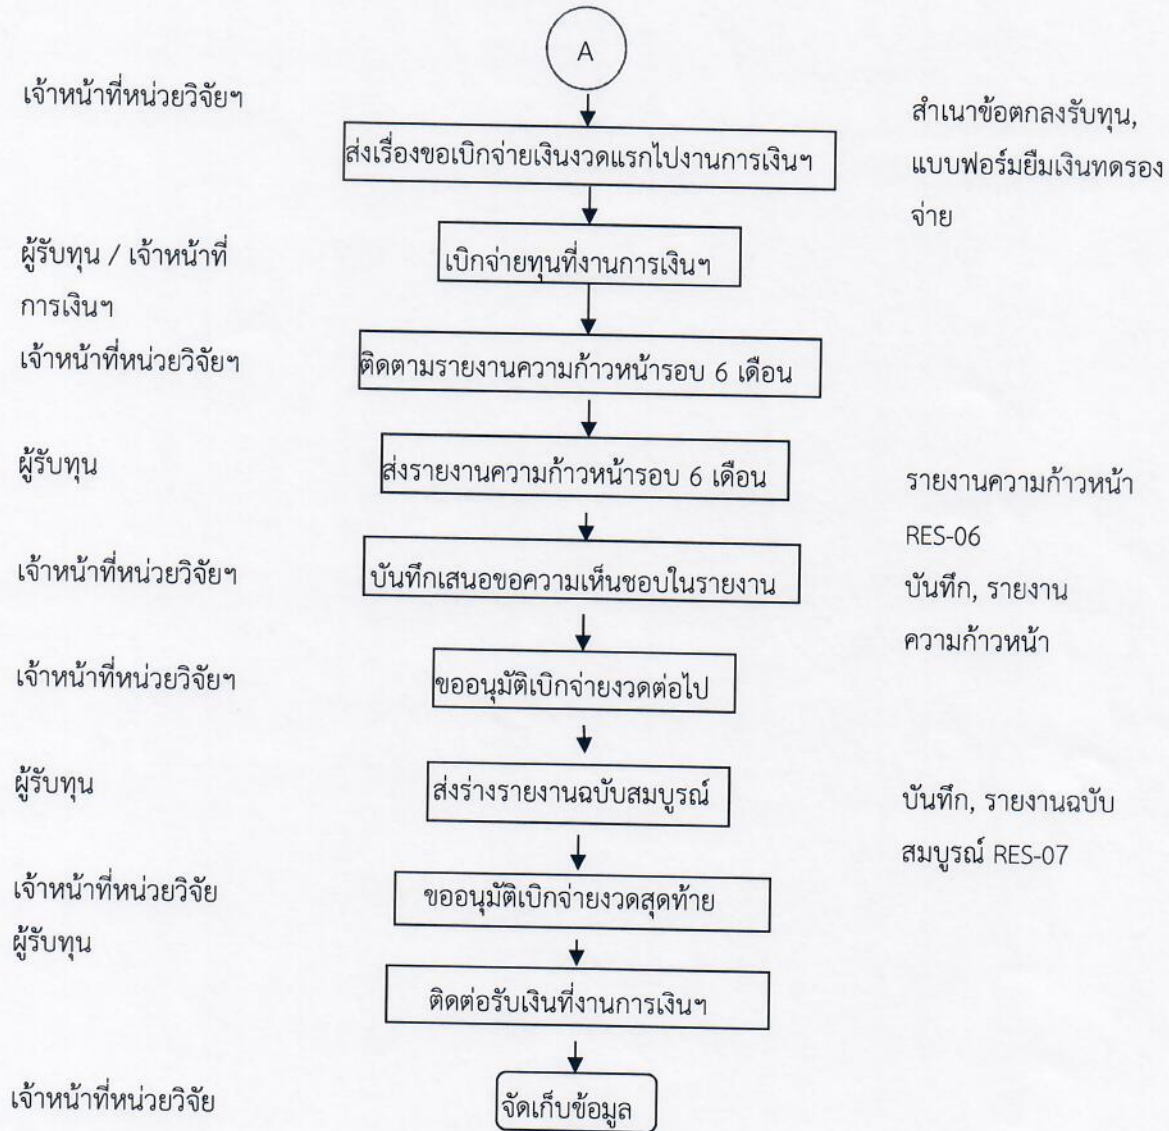 A
เจ้าหน้าที่หน่วยวิจัยฯ
สำเนาข้อตกลงรับทุน,
ส่งเรื่องขอเบิกจ่ายเงินงวดแรกไปงานการเงินฯ
แบบฟอร์มยืมเงินทดรอง
จ่าย
ผู้รับทุน / เจ้าหน้าที่
เบิกจ่ายทุนที่งานการเงินฯ
การเงินฯ
เจ้าหน้าที่หน่วยวิจัยฯ
ติดตามรายงานความก้าวหน้ารอบ 6 เดือน
ผู้รับทุน
ส่งรายงานความก้าวหน้ารอบ 6 เดือน
รายงานความก้าวหน้า
RES-06
เจ้าหน้าที่หน่วยวิจัยฯ
บันทึกเสนอขอความเห็นชอบในรายงาน
บันทึก, รายงาน
ความก้าวหน้า
เจ้าหน้าที่หน่วยวิจัยฯ
ขออนุมัติเบิกจ่ายงวดต่อไป
ผู้รับทุน
ส่งร่างรายงานฉบับสมบูรณ์
บันทึก, รายงานฉบับ
สมบูรณ์ RES-07
เจ้าหน้าที่หน่วยวิจัย
ขออนุมัติเบิกจ่ายงวดสุดท้าย
ผู้รับทุน
ติดต่อรับเงินที่งานการเงินฯ
เจ้าหน้าที่หน่วยวิจัย
จัดเก็บข้อมูล